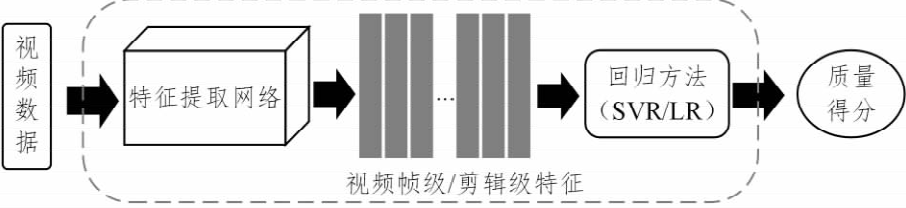 视频数据
特征提取网络
...
视频帧级/剪辑级特征
回归方法
（SVR/LR）
质量
得分